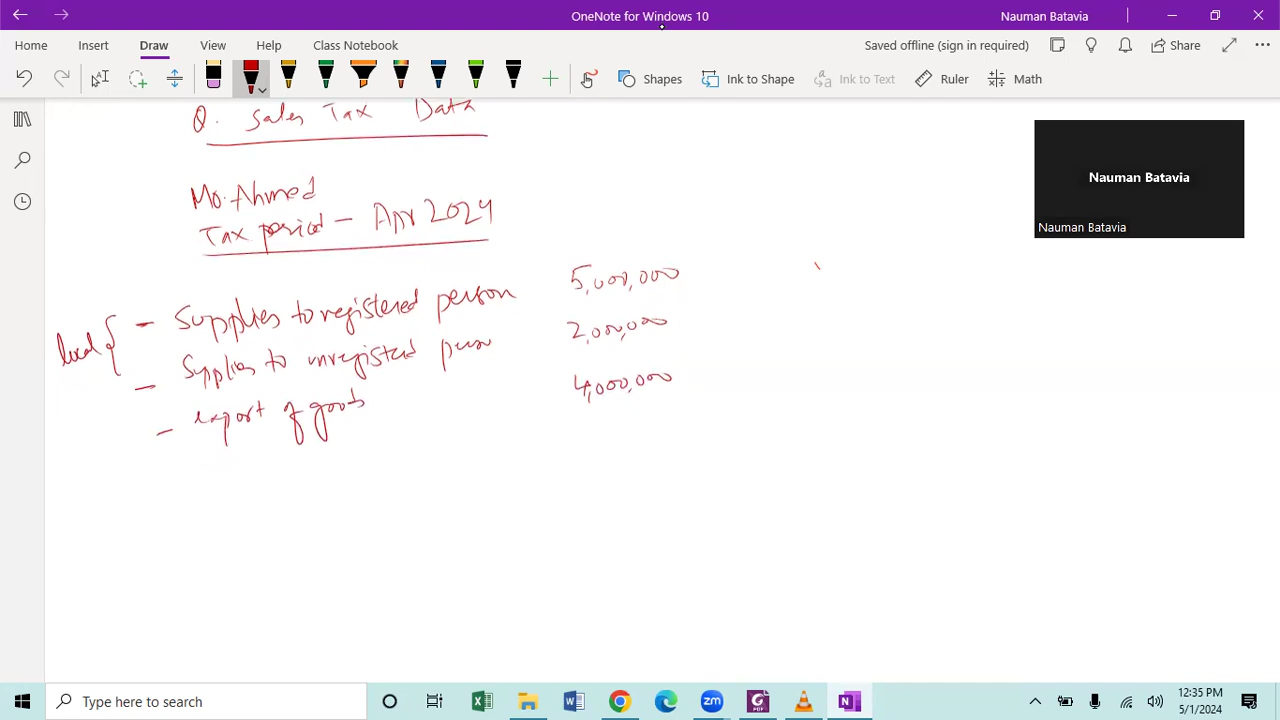 OneNote for Windows 10
Nauman Batavia
Home Insert Draw View Help Class Notebook
Saved offline (sign in required)
Share
Shapes
Ink to Shape
Ink to Text
Ruler
Math
Q. Sales Tax Data
Mr. Ahmed
Tax period - Apr 2024
local { - Supplies to registered person 5,000,000
- Supplies to unregistered person 2,000,000
- export of goods 4,000,000
Nauman Batavia
Nauman Batavia
Type here to search
12:35 PM
5/1/2024